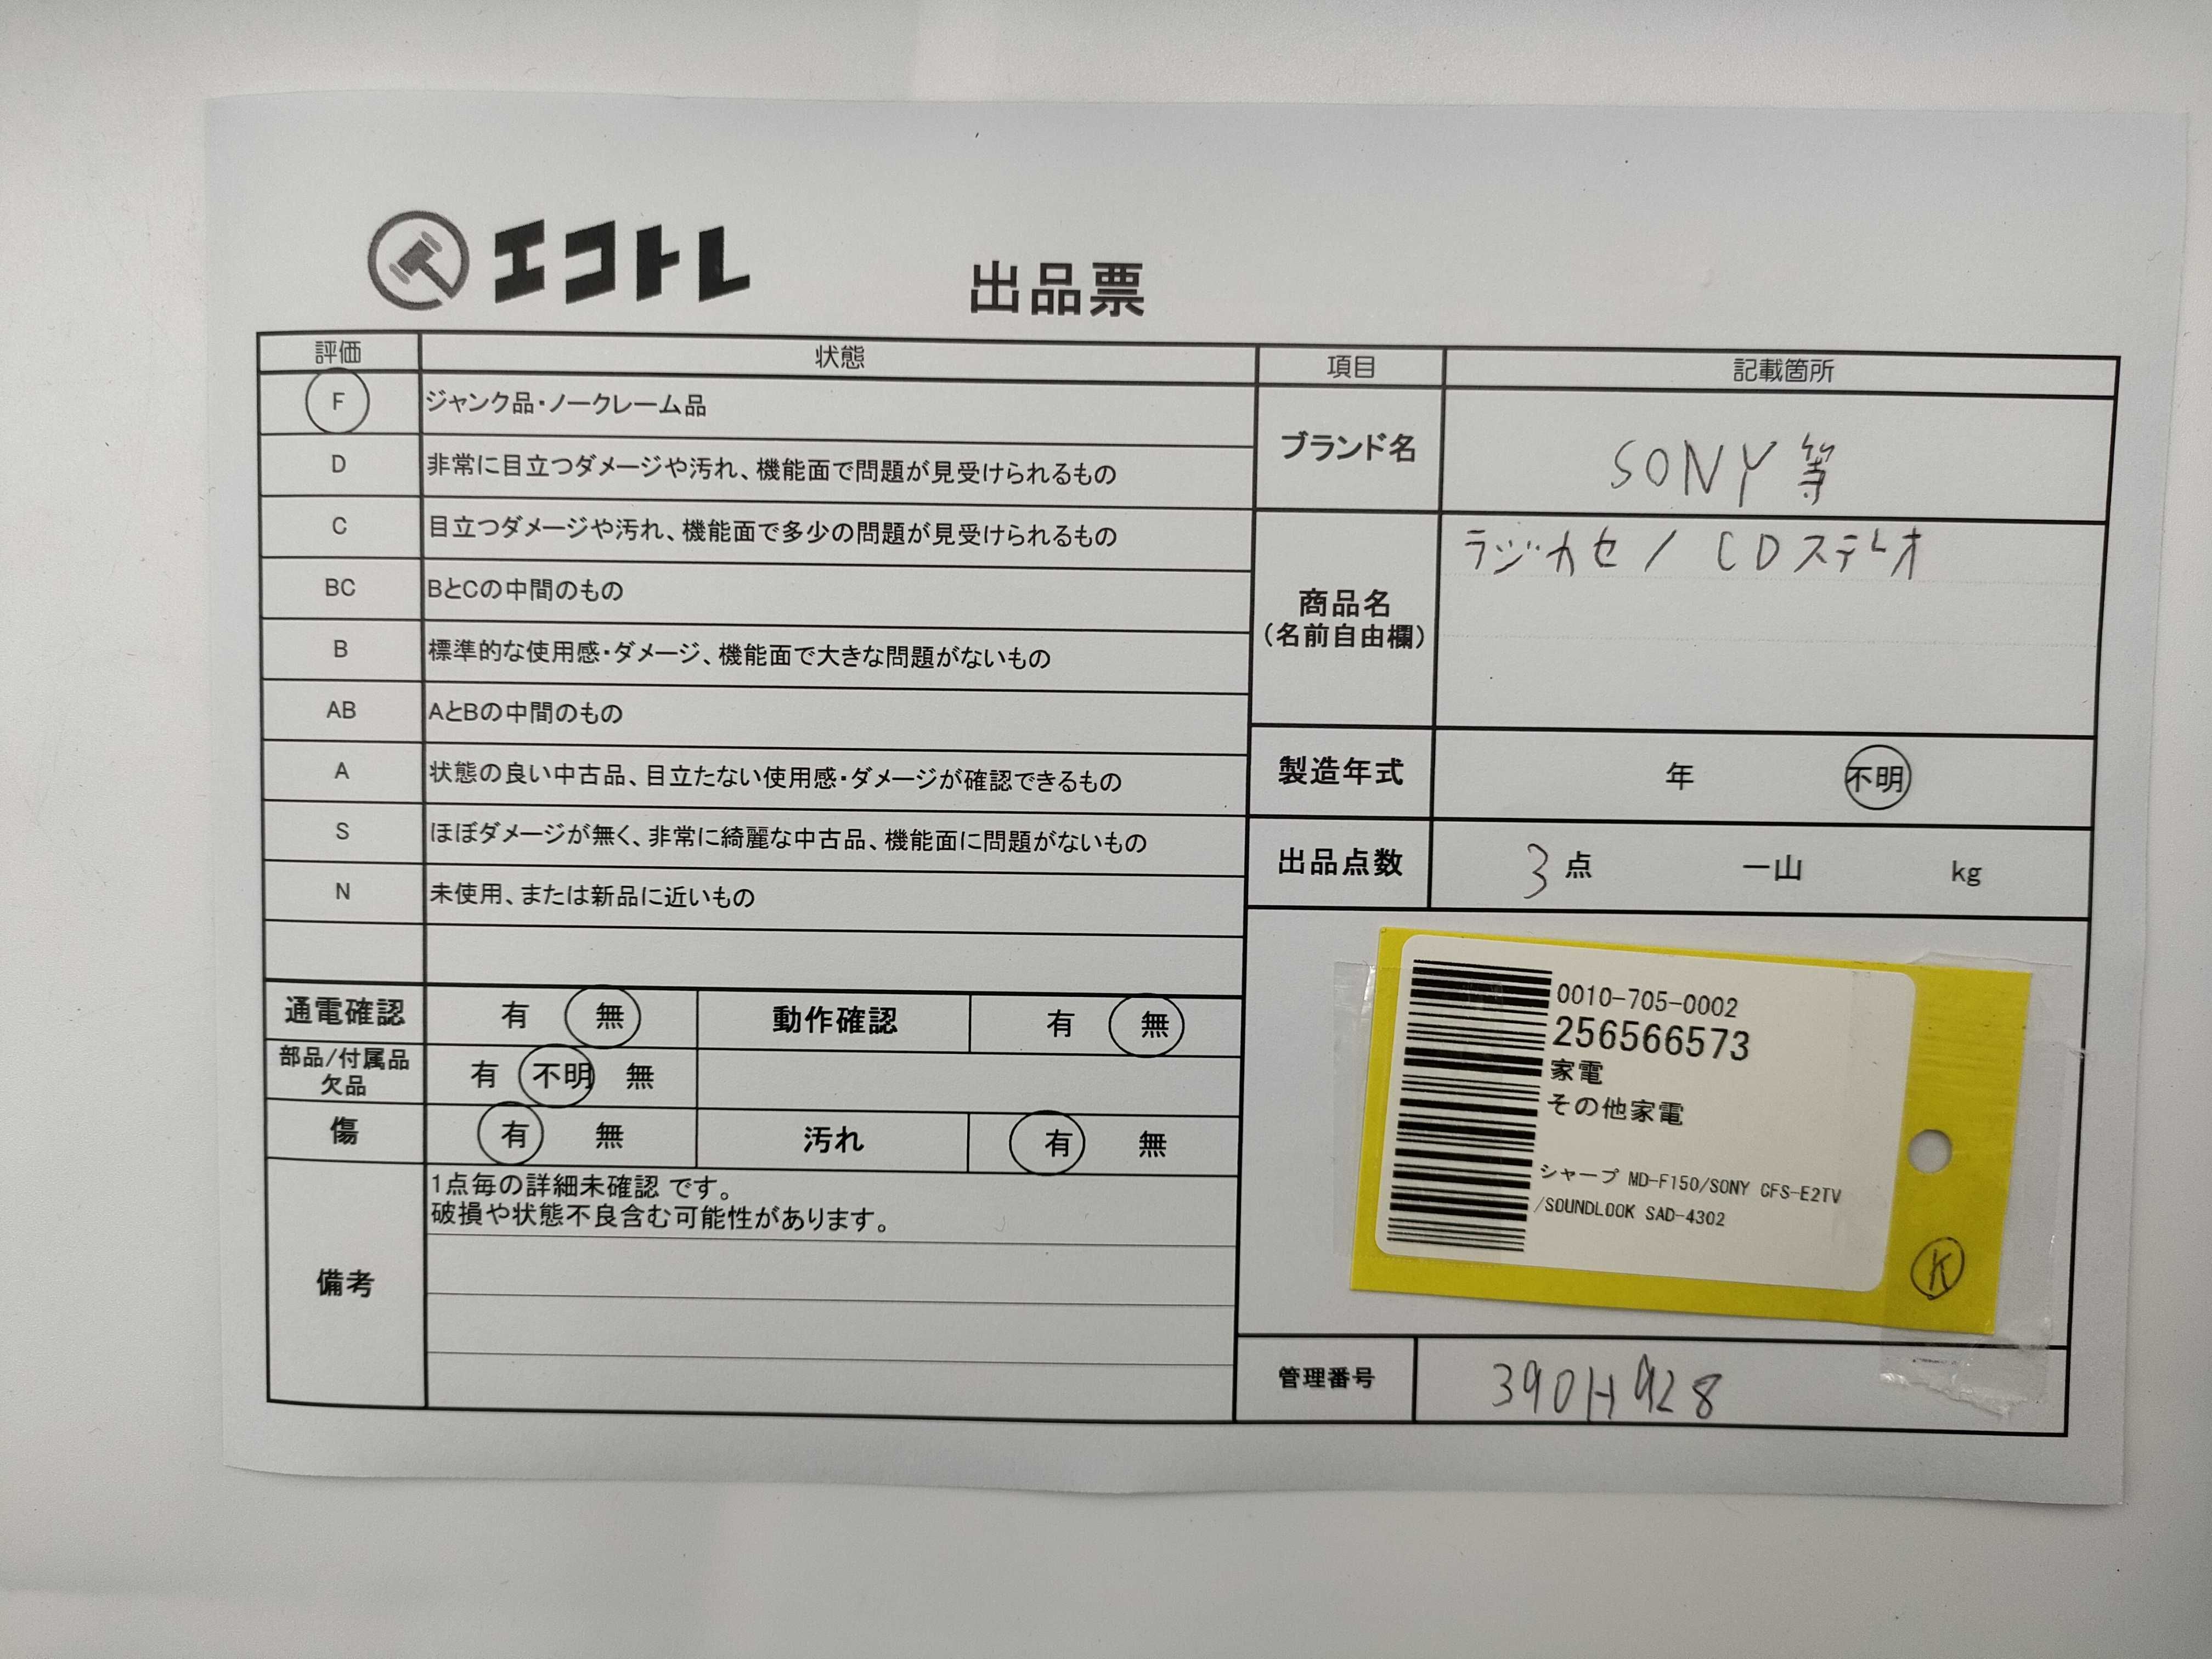 エコトレ
出品票
評価 状態
F ジャンク品・ノークレーム品
D 非常に目立つダメージや汚れ、機能面で問題が見受けられるもの
C 目立つダメージや汚れ、機能面で多少の問題が見受けられるもの
BC BとCの中間のもの
B 標準的な使用感・ダメージ、機能面で大きな問題がないもの
AB AとBの中間のもの
A 状態の良い中古品、目立たない使用感・ダメージが確認できるもの
S ほぼダメージが無く、非常に綺麗な中古品、機能面に問題がないもの
N 未使用、または新品に近いもの
通電確認 有 無 動作確認 有 無
部品/付属品
欠品 有 不明 無
傷 有 無 汚れ 有 無
備考
1点毎の詳細未確認 です。
破損や状態不良含む可能性があります。
項目 記載箇所
ブランド名 SONY等
商品名
(名前自由欄)
ラジカセ / CDステレオ
製造年式 年 不明
出品点数 3 点 一山 kg
0010-705-0002
256566573
家電
その他家電
シャープ MD-F150/SONY CFS-E2TV
/SOUNDLOOK SAD-4302
K
管理番号 390H928